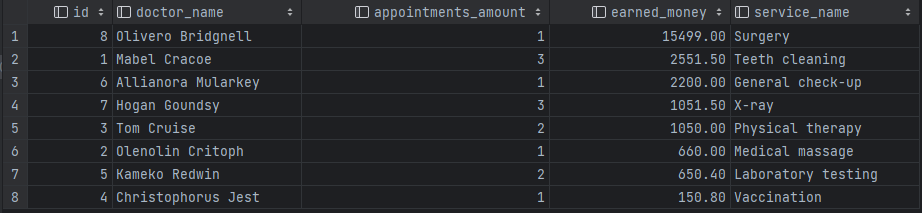 id doctor_name appointments_amount earned_money service_name
1 8 Olivero Bridgnell 1 15499.00 Surgery
2 1 Mabel Cracoe 3 2551.50 Teeth cleaning
3 6 Allianora Mularkey 1 2200.00 General check-up
4 7 Hogan Goundsy 3 1051.50 X-ray
5 3 Tom Cruise 2 1050.00 Physical therapy
6 2 Olenolin Critoph 1 660.00 Medical massage
7 5 Kameko Redwin 2 650.40 Laboratory testing
8 4 Christophorus Jest 1 150.80 Vaccination